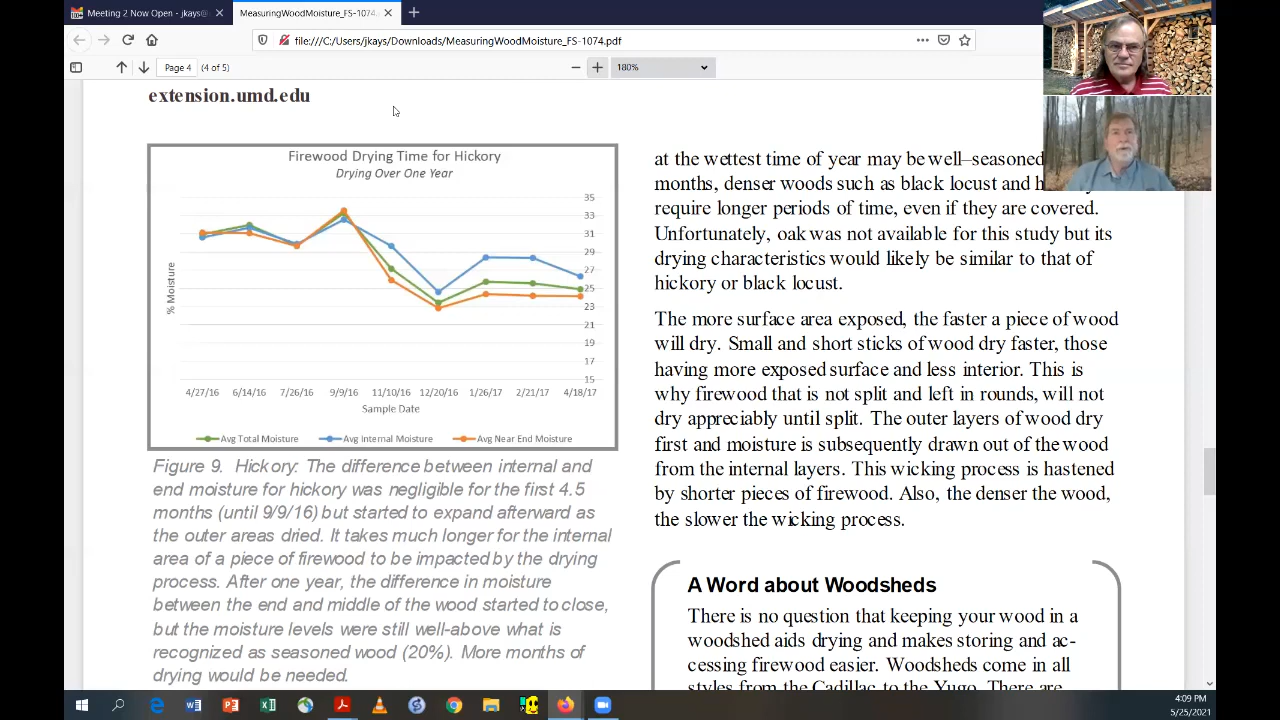 Meeting 2 Now Open - jkays@
MeasuringWoodMoisture_FS-1074.
file:///C:/Users/jkays/Downloads/MeasuringWoodMoisture_FS-1074.pdf
Page 4 (4 of 5)
180%
extension.umd.edu
Firewood Drying Time for Hickory
Drying Over One Year
35
33
31
29
27
25
23
21
19
17
15
% Moisture
4/27/16 6/14/16 7/26/16 9/9/16 11/10/16 12/20/16 1/26/17 2/21/17 4/18/17
Sample Date
Avg Total Moisture Avg Internal Moisture Avg Near End Moisture
Figure 9. Hickory: The difference between internal and
end moisture for hickory was negligible for the first 4.5
months (until 9/9/16) but started to expand afterward as
the outer areas dried. It takes much longer for the internal
area of a piece of firewood to be impacted by the drying
process. After one year, the difference in moisture
between the end and middle of the wood started to close,
but the moisture levels were still well-above what is
recognized as seasoned wood (20%). More months of
drying would be needed.
at the wettest time of year may be well–seasoned
months, denser woods such as black locust and
require longer periods of time, even if they are covered.
Unfortunately, oak was not available for this study but its
drying characteristics would likely be similar to that of
hickory or black locust.
The more surface area exposed, the faster a piece of wood
will dry. Small and short sticks of wood dry faster, those
having more exposed surface and less interior. This is
why firewood that is not split and left in rounds, will not
dry appreciably until split. The outer layers of wood dry
first and moisture is subsequently drawn out of the wood
from the internal layers. This wicking process is hastened
by shorter pieces of firewood. Also, the denser the wood,
the slower the wicking process.
A Word about Woodsheds
There is no question that keeping your wood in a
woodshed aids drying and makes storing and ac-
cessing firewood easier. Woodsheds come in all
styles from the Cadillac to the Yugo. There are
4:09 PM
5/25/2021